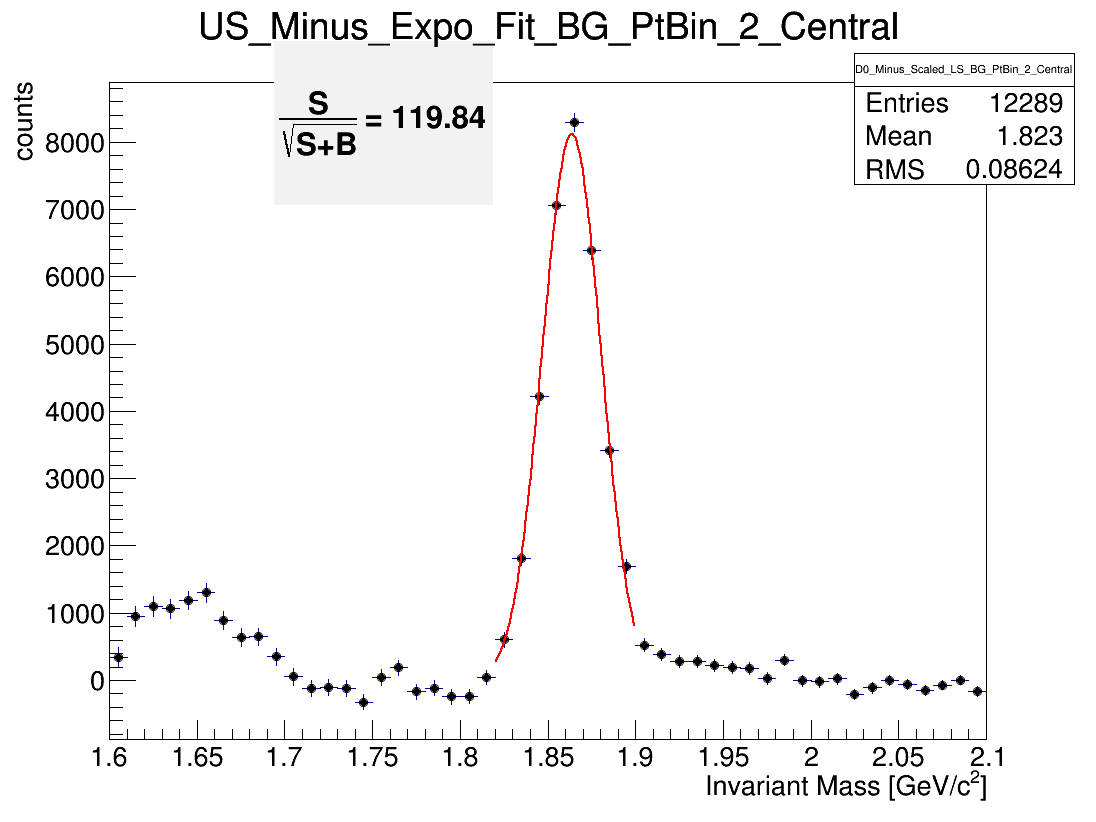 US_Minus_Expo_Fit_BG_PtBin_2_Central
D0_Minus_Scaled_LS_BG_PtBin_2_Central
Entries 12289
Mean 1.823
RMS 0.08624
S
√S+B = 119.84
counts
8000
7000
6000
5000
4000
3000
2000
1000
0
1.6 1.65 1.7 1.75 1.8 1.85 1.9 1.95 2 2.05 2.1
Invariant Mass [GeV/c²]